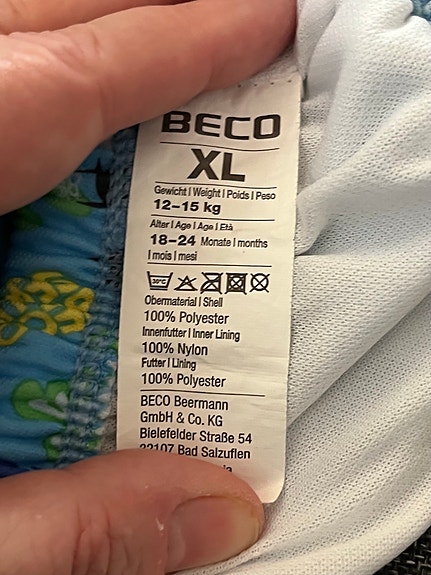 BECO
XL
Gewicht | Weight | Poids | Peso
12–15 kg
Alter | Age | Age | Età
18–24 Monate | months
| mois | mesi
30°C
Obermaterial | Shell
100% Polyester
Innenfutter | Inner Lining
100% Nylon
Futter | Lining
100% Polyester
BECO Beermann
GmbH & Co. KG
Bielefelder Straße 54
32107 Bad Salzuflen